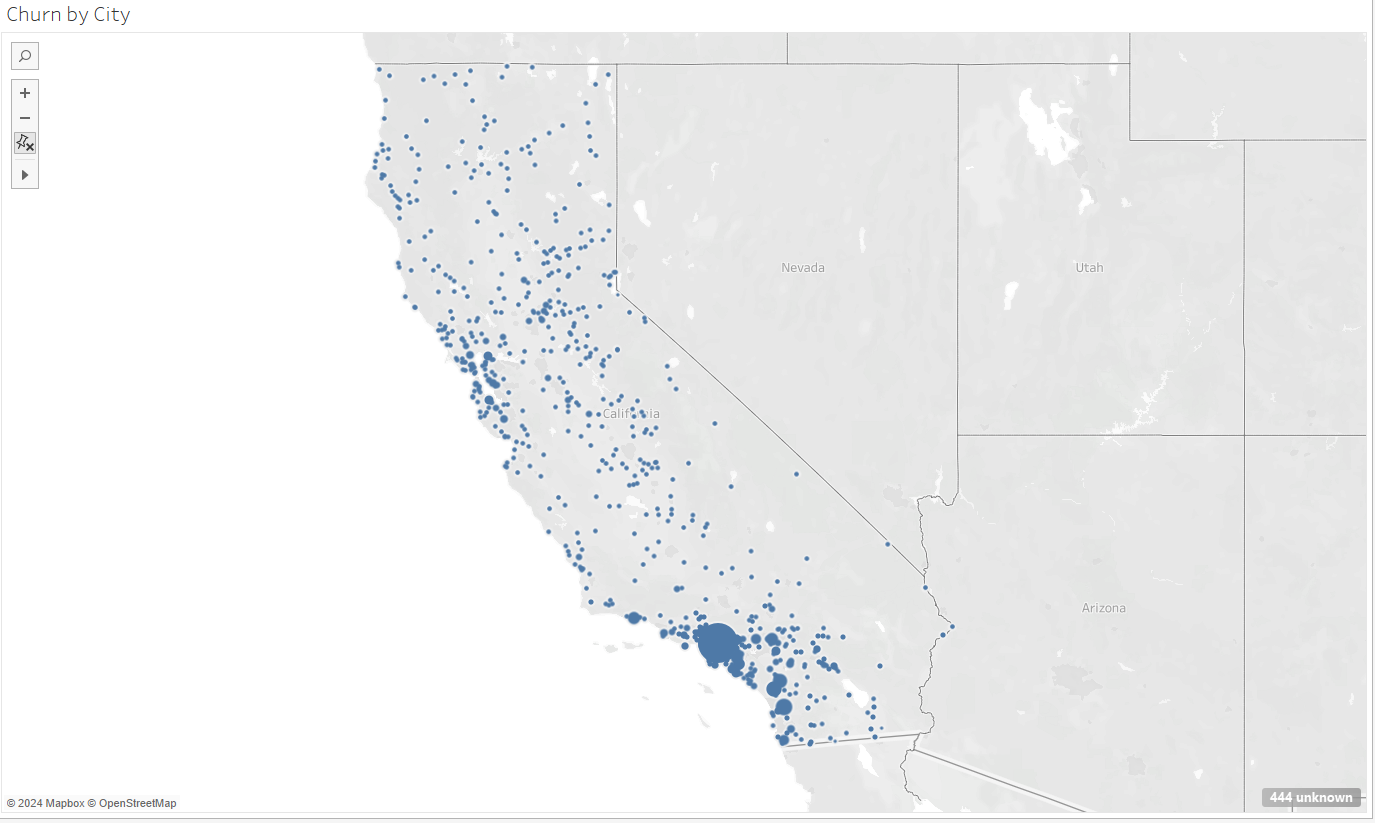 Churn by City
Nevada
Utah
California
Arizona
© 2024 Mapbox © OpenStreetMap
444 unknown